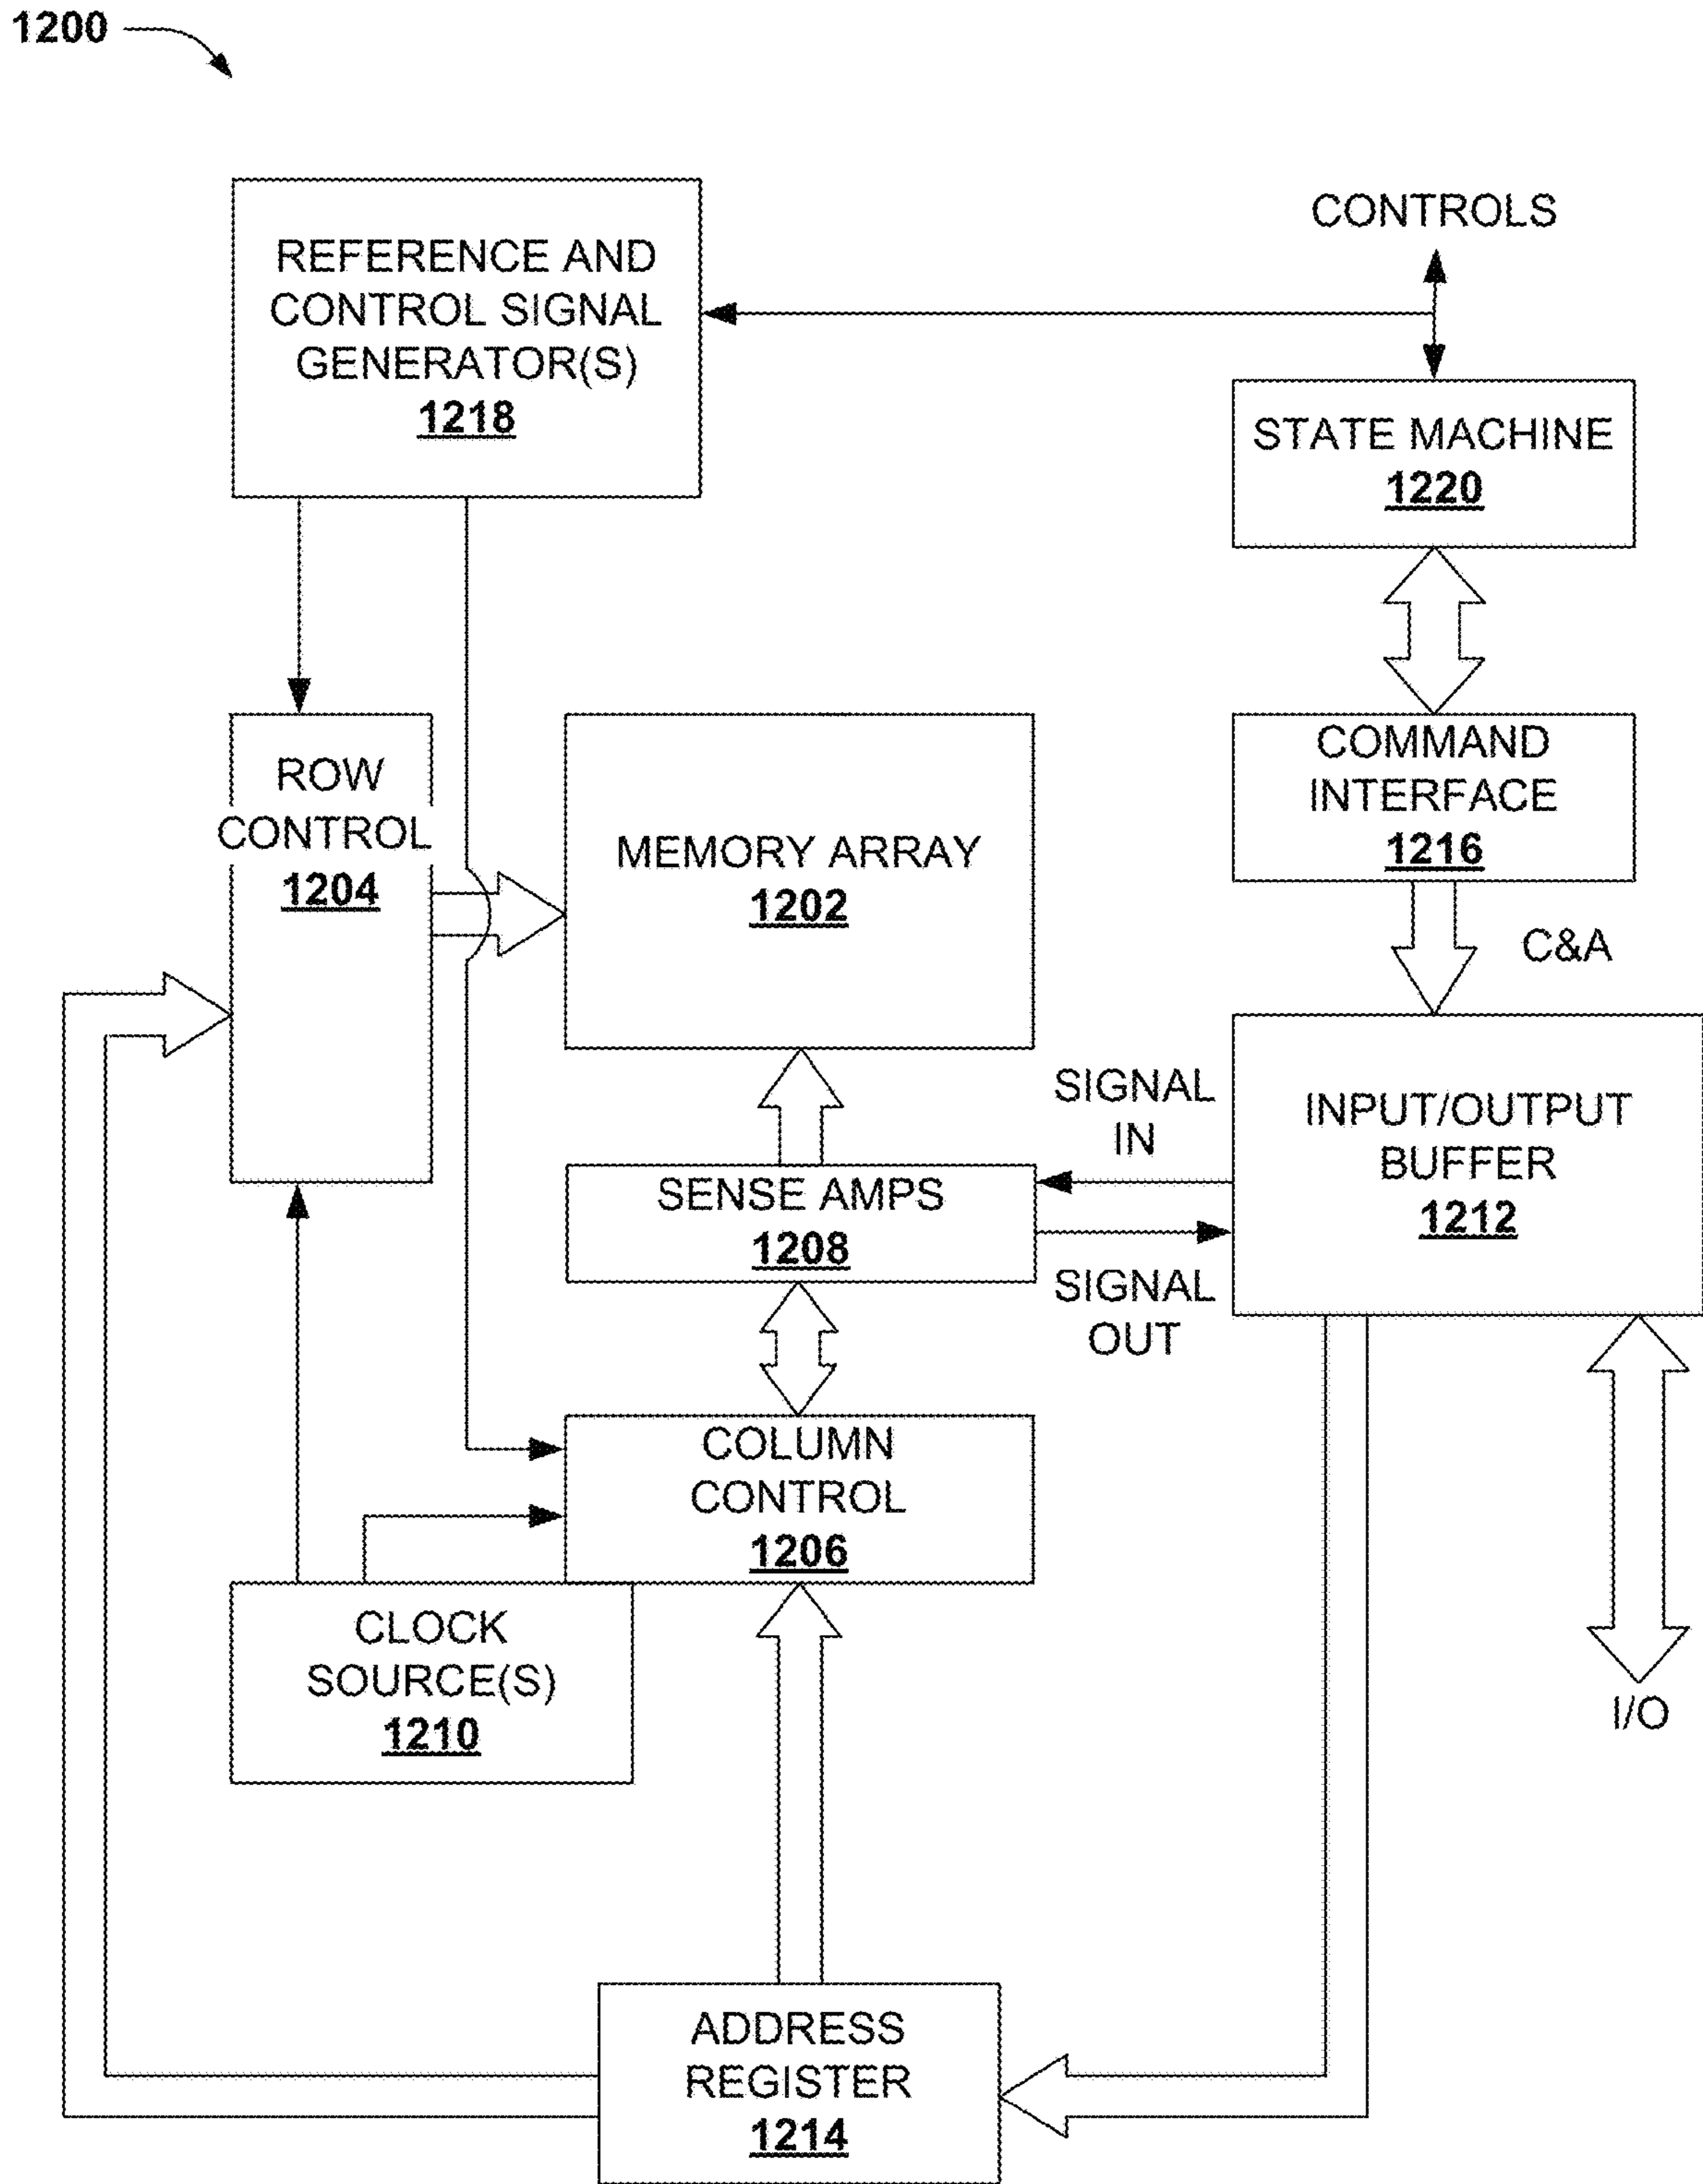 1200
REFERENCE AND
CONTROL SIGNAL
GENERATOR(S)
1218
CONTROLS
STATE MACHINE
1220
ROW
CONTROL
1204
MEMORY ARRAY
1202
COMMAND
INTERFACE
1216
C&A
SIGNAL
IN
INPUT/OUTPUT
BUFFER
1212
SENSE AMPS
1208
SIGNAL
OUT
COLUMN
CONTROL
1206
CLOCK
SOURCE(S)
1210
I/O
ADDRESS
REGISTER
1214